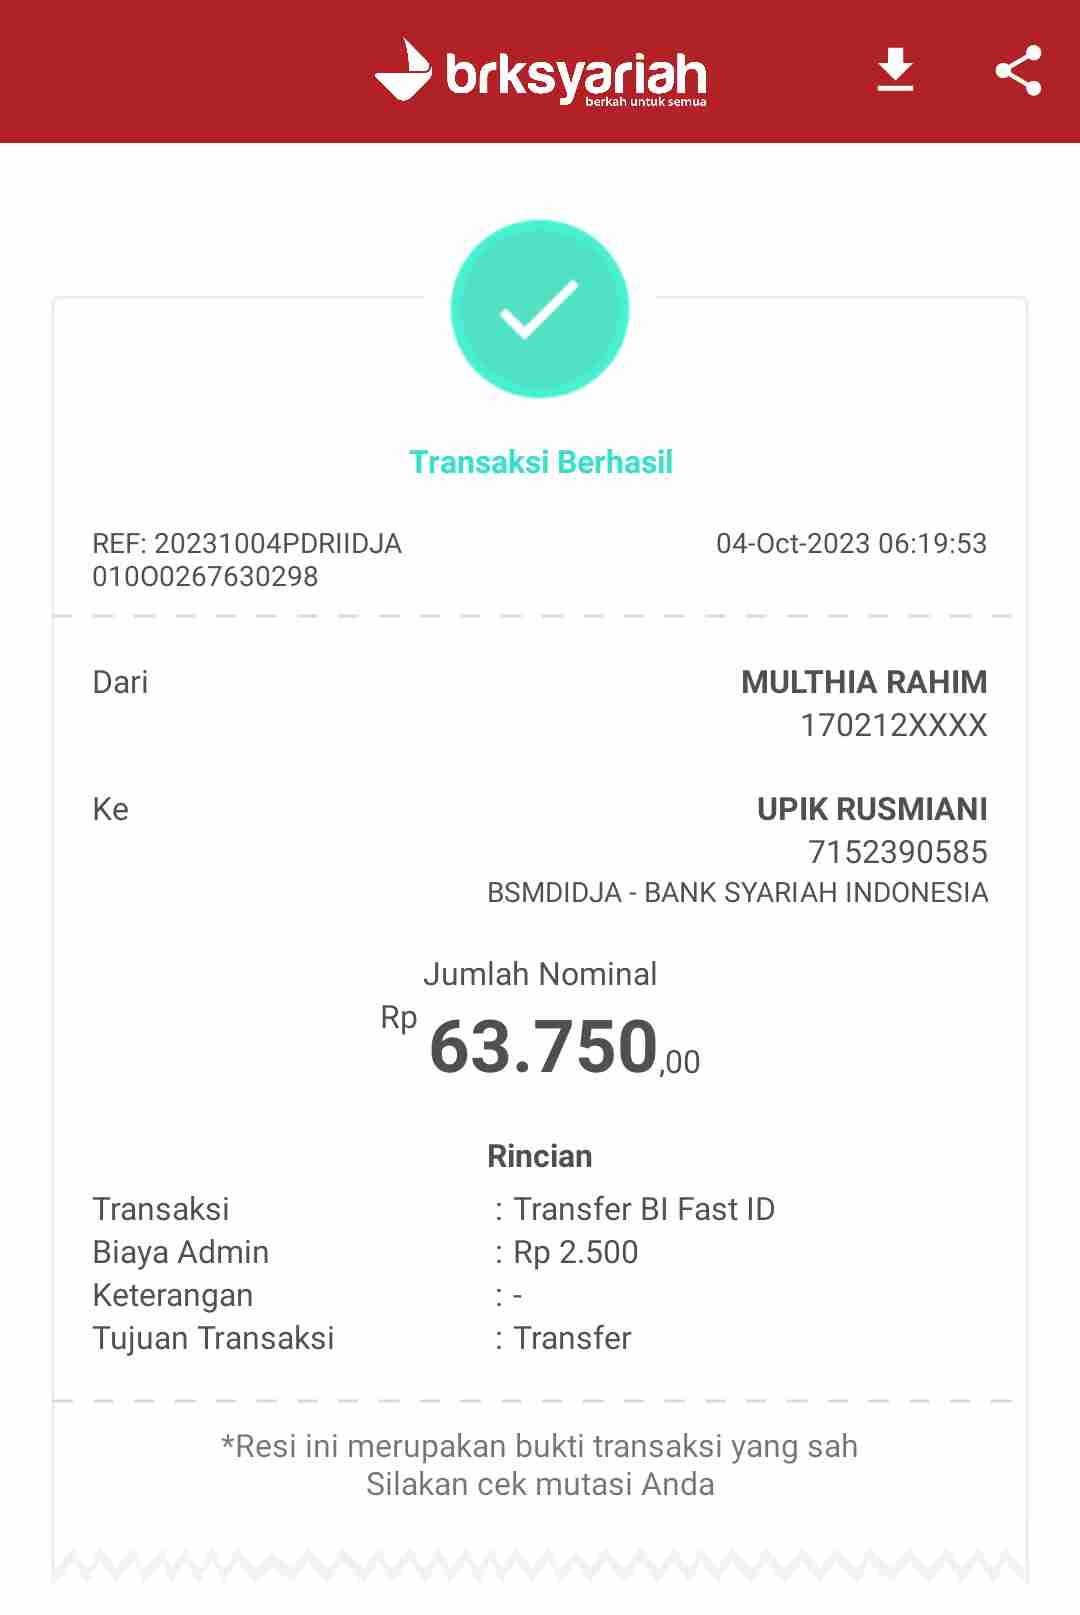 brksyariah
berkah untuk semua
Transaksi Berhasil
REF: 20231004PDRIIDJA 04-Oct-2023 06:19:53
010O0267630298
Dari MULTHIA RAHIM
170212XXXX
Ke UPIK RUSMIANI
7152390585
BSMDIDJA - BANK SYARIAH INDONESIA
Jumlah Nominal
Rp 63.750,00
Rincian
Transaksi : Transfer BI Fast ID
Biaya Admin : Rp 2.500
Keterangan : -
Tujuan Transaksi : Transfer
*Resi ini merupakan bukti transaksi yang sah
Silakan cek mutasi Anda